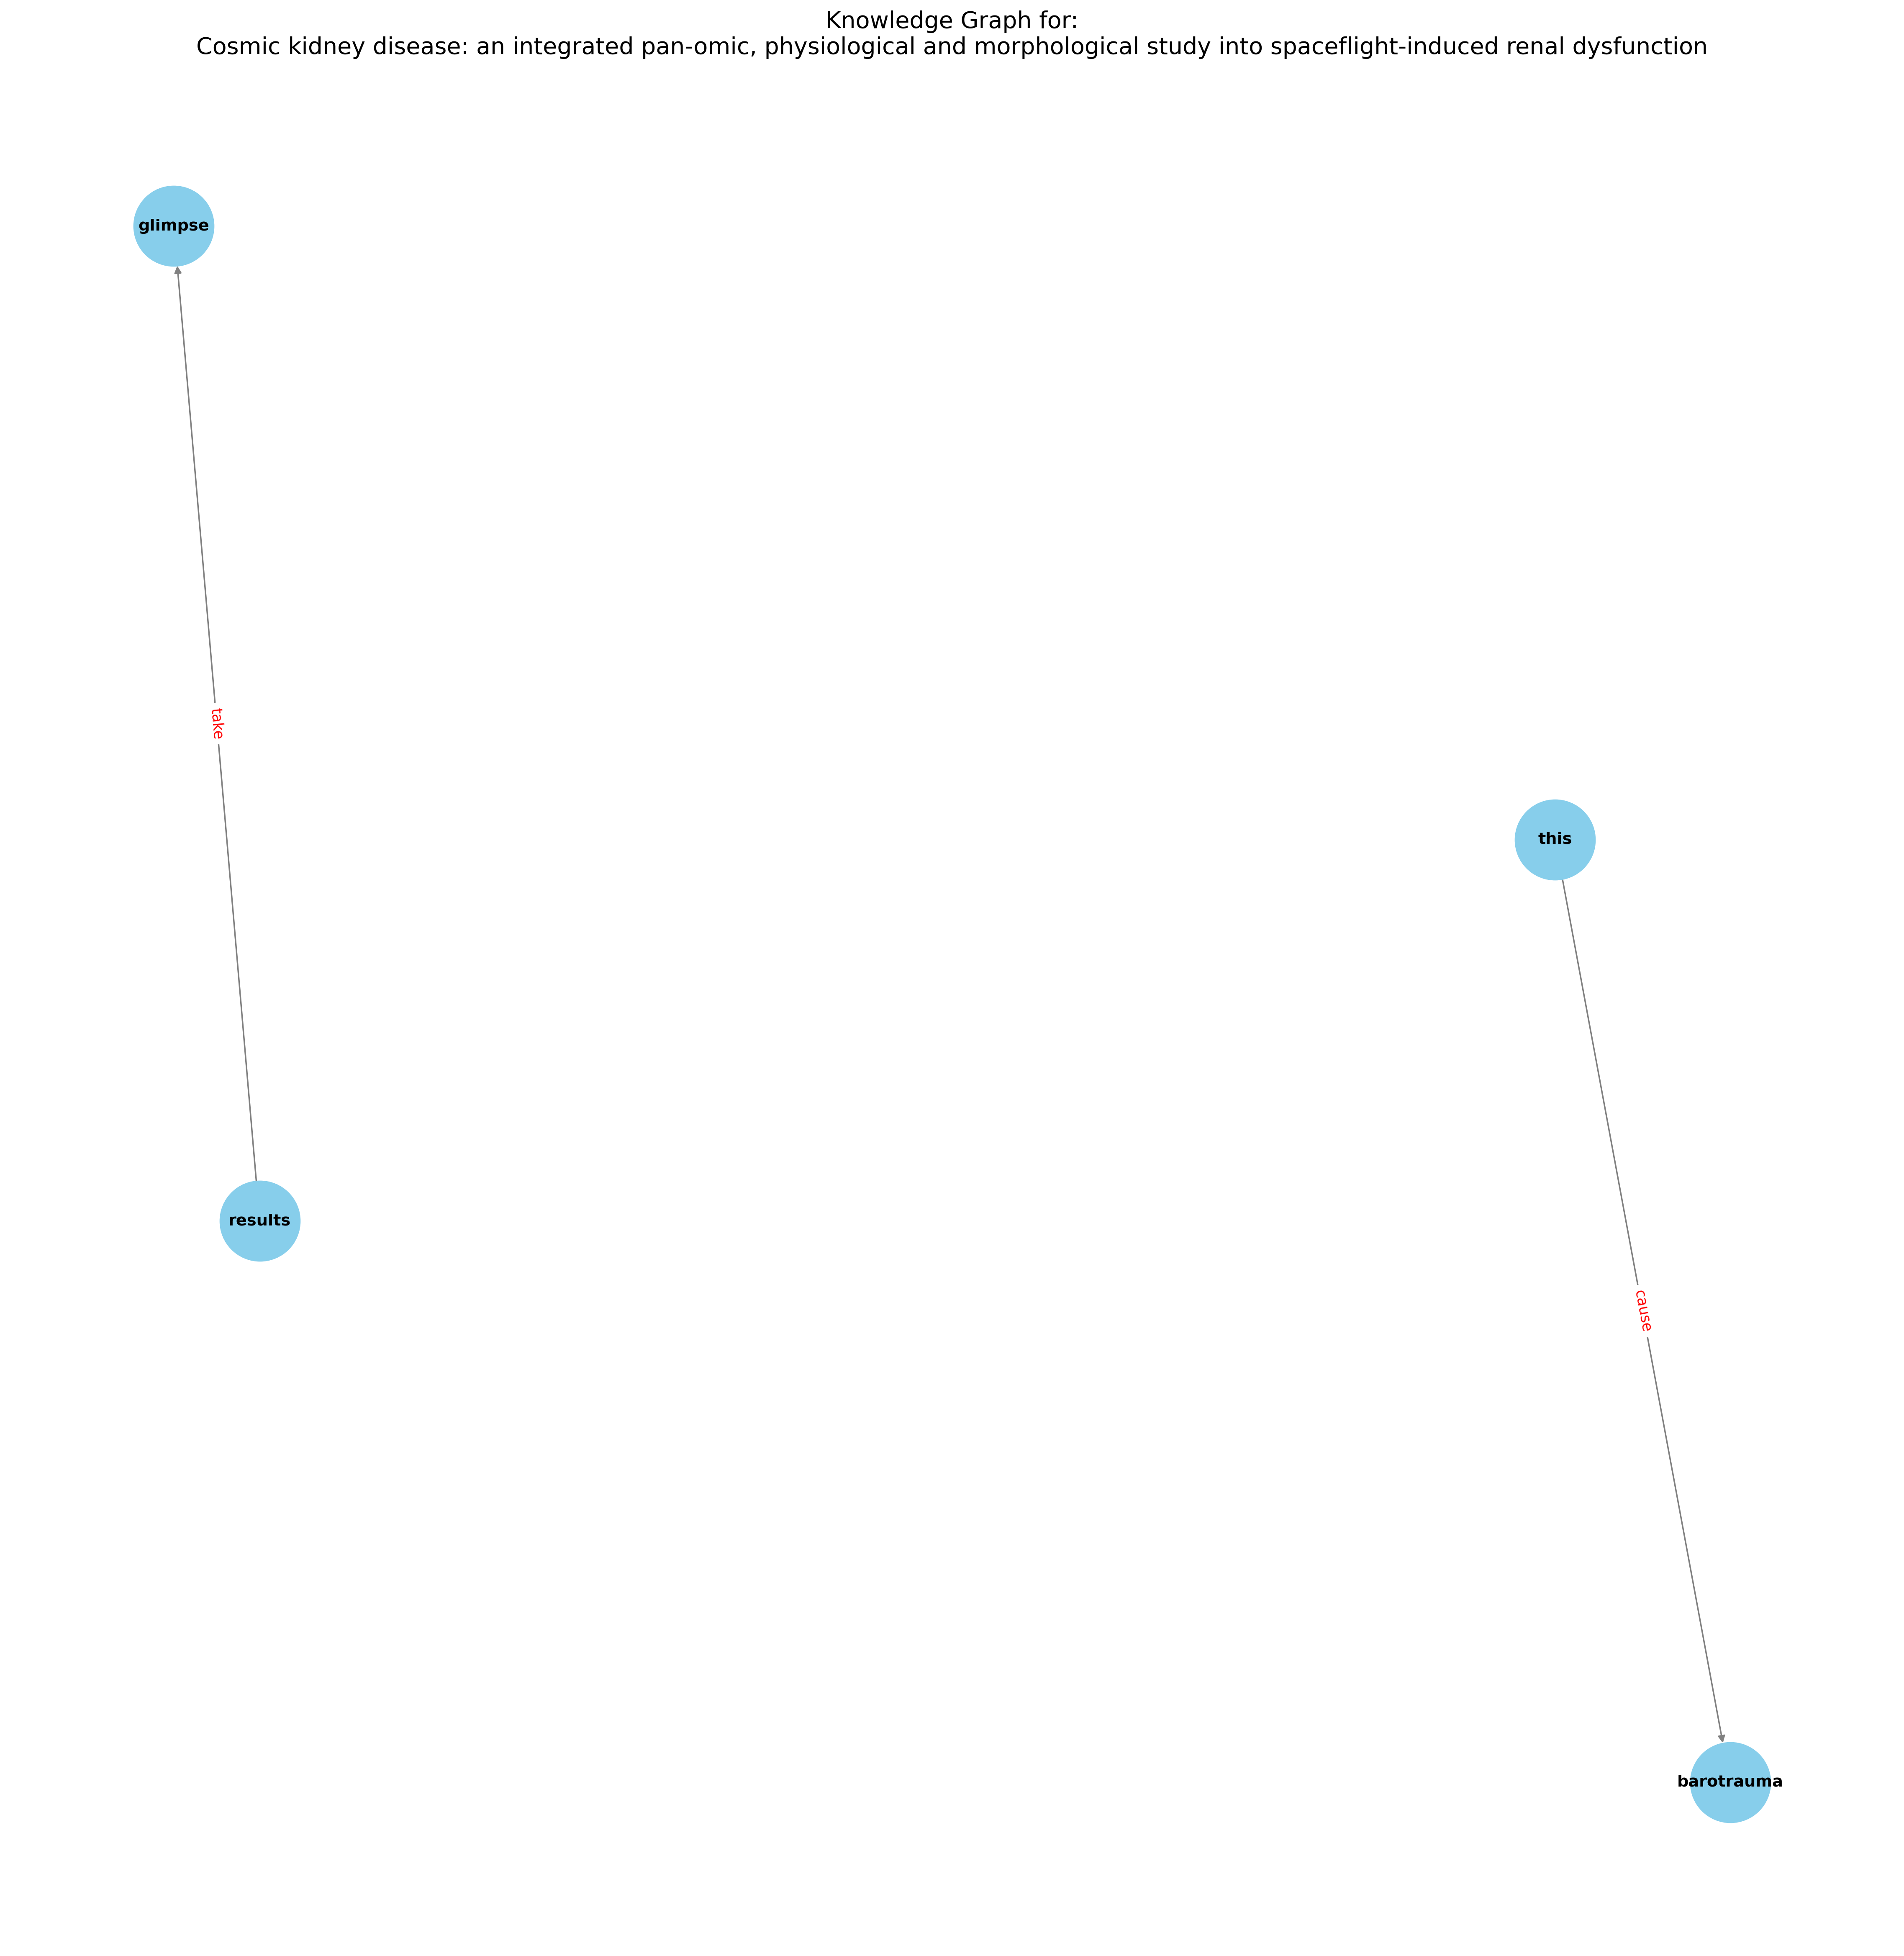 Knowledge Graph for:
Cosmic kidney disease: an integrated pan-omic, physiological and morphological study into spaceflight-induced renal dysfunction
glimpse
take
this
results
cause
barotrauma